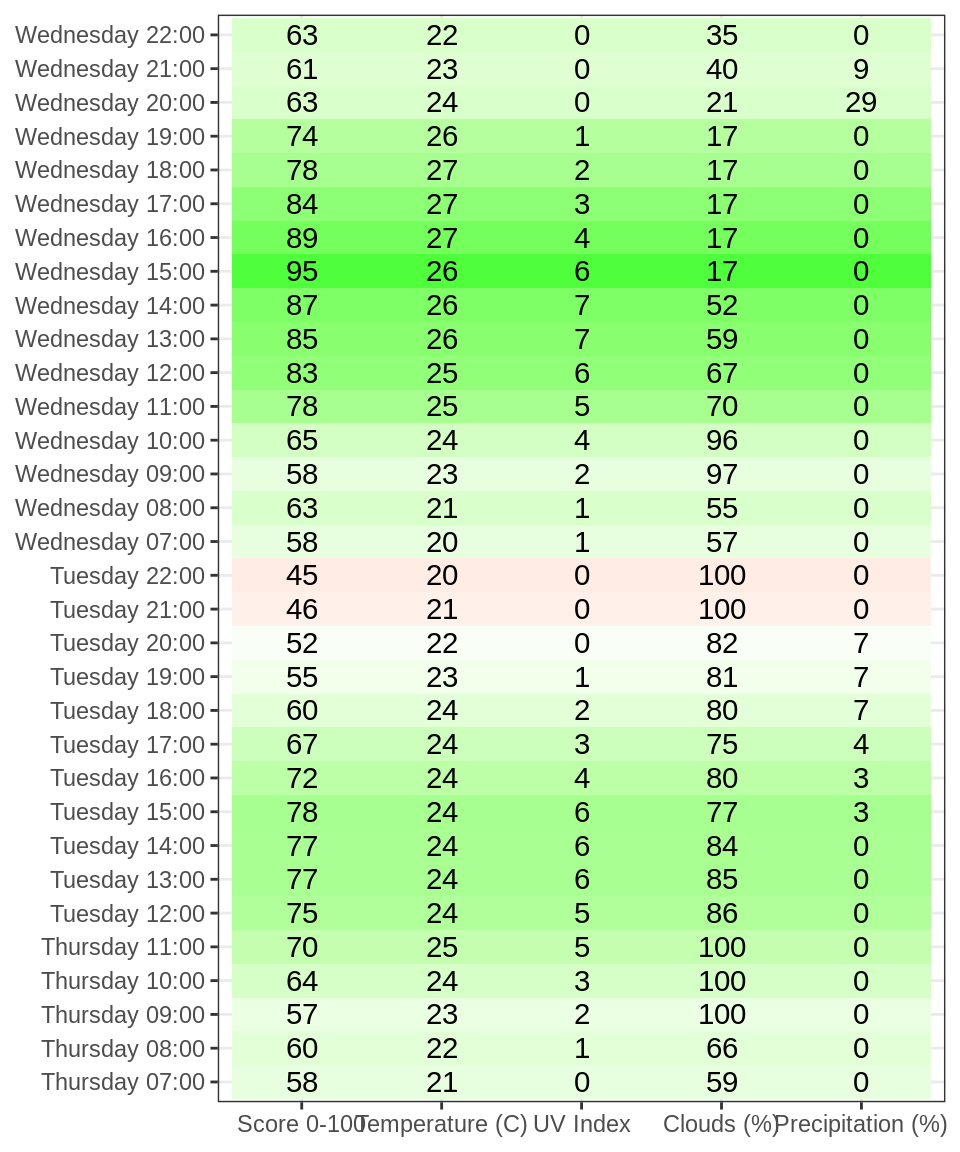 Wednesday 22:00 63 22 0 35 0
Wednesday 21:00 61 23 0 40 9
Wednesday 20:00 63 24 0 21 29
Wednesday 19:00 74 26 1 17 0
Wednesday 18:00 78 27 2 17 0
Wednesday 17:00 84 27 3 17 0
Wednesday 16:00 89 27 4 17 0
Wednesday 15:00 95 26 6 17 0
Wednesday 14:00 87 26 7 52 0
Wednesday 13:00 85 26 7 59 0
Wednesday 12:00 83 25 6 67 0
Wednesday 11:00 78 25 5 70 0
Wednesday 10:00 65 24 4 96 0
Wednesday 09:00 58 23 2 97 0
Wednesday 08:00 63 21 1 55 0
Wednesday 07:00 58 20 1 57 0
Tuesday 22:00 45 20 0 100 0
Tuesday 21:00 46 21 0 100 0
Tuesday 20:00 52 22 0 82 7
Tuesday 19:00 55 23 1 81 7
Tuesday 18:00 60 24 2 80 7
Tuesday 17:00 67 24 3 75 4
Tuesday 16:00 72 24 4 80 3
Tuesday 15:00 78 24 6 77 3
Tuesday 14:00 77 24 6 84 0
Tuesday 13:00 77 24 6 85 0
Tuesday 12:00 75 24 5 86 0
Thursday 11:00 70 25 5 100 0
Thursday 10:00 64 24 3 100 0
Thursday 09:00 57 23 2 100 0
Thursday 08:00 60 22 1 66 0
Thursday 07:00 58 21 0 59 0
Score 0-100 Temperature (C) UV Index Clouds (%) Precipitation (%)